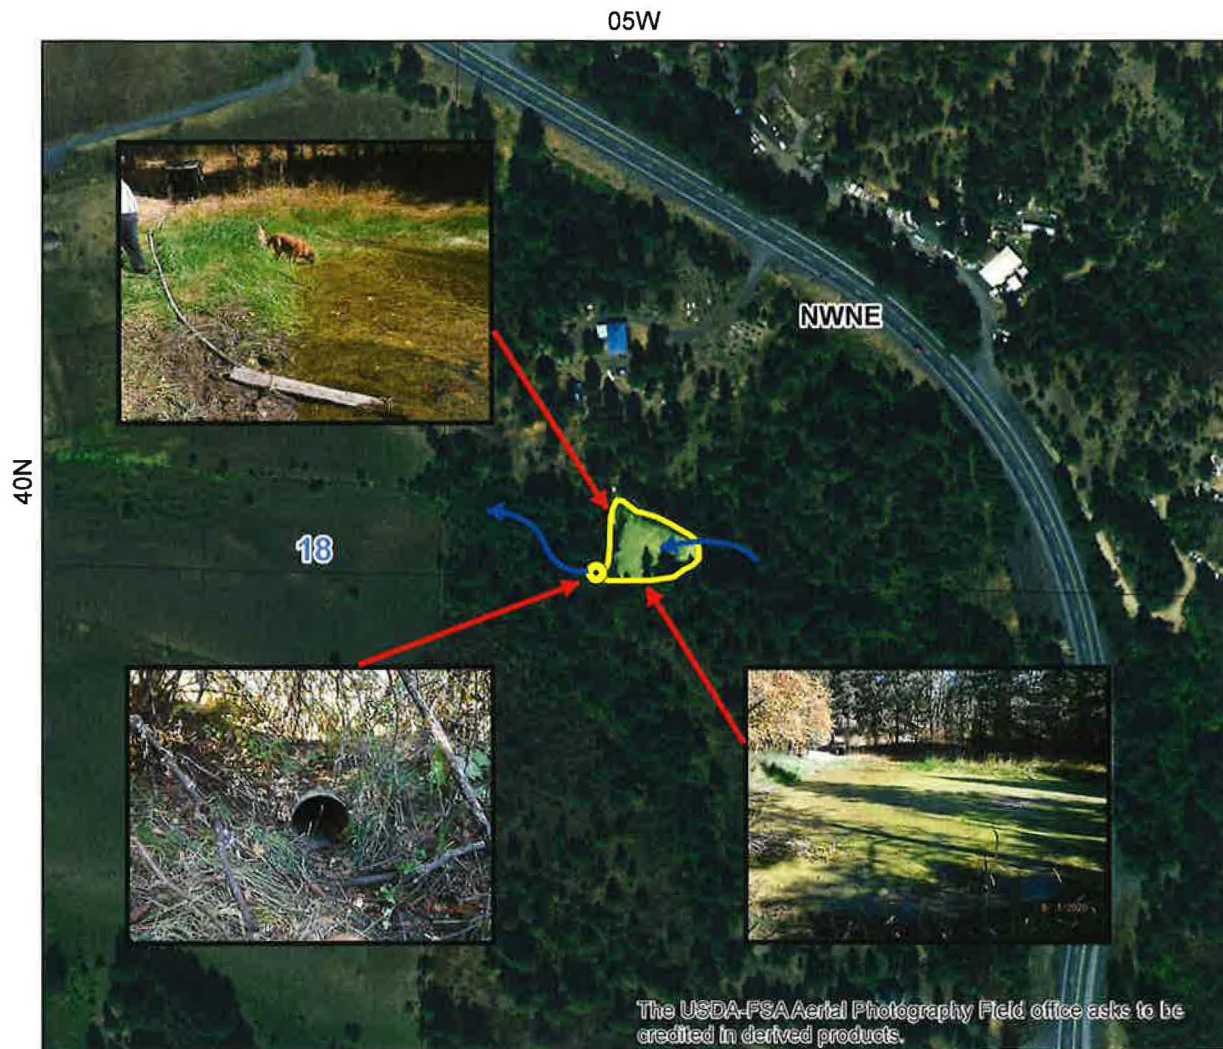 05W
40N
NWNE
18
The USDA-FSA Aerial Photography Field office asks to be
credited in derived products.